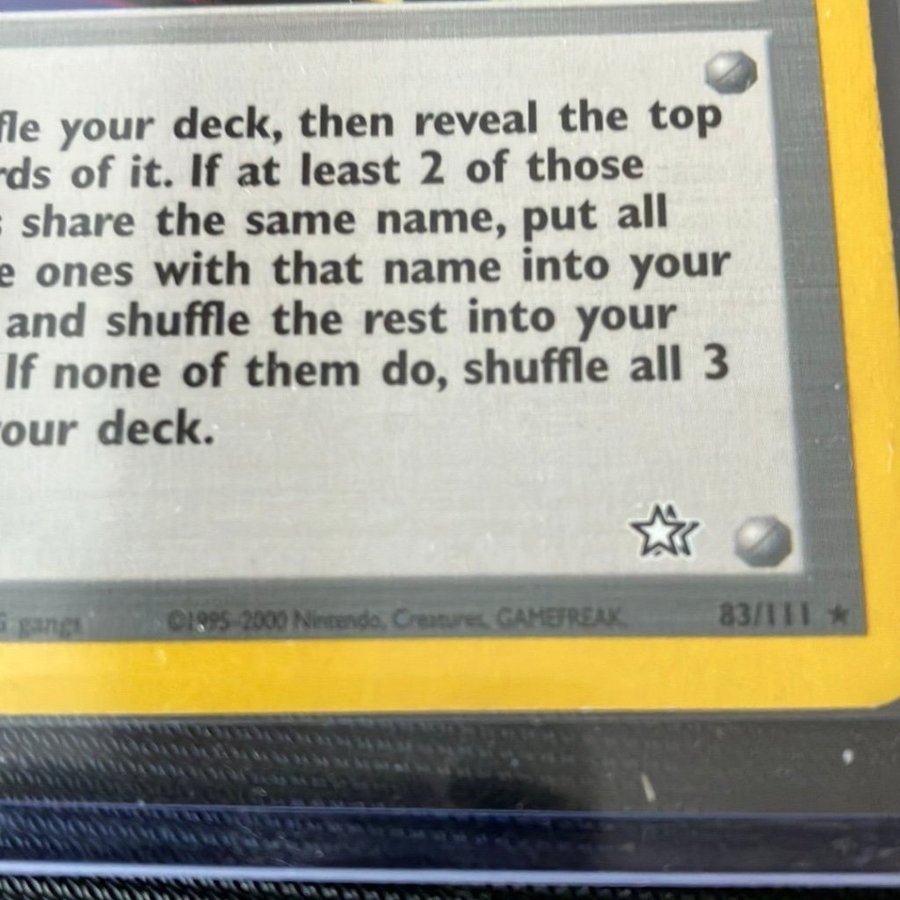 fle your deck, then reveal the top
rds of it. If at least 2 of those
s share the same name, put all
e ones with that name into your
and shuffle the rest into your
If none of them do, shuffle all 3
our deck.
gangi ©1995-2000 Nintendo, Creatures, GAMEFREAK. 83/111 ★